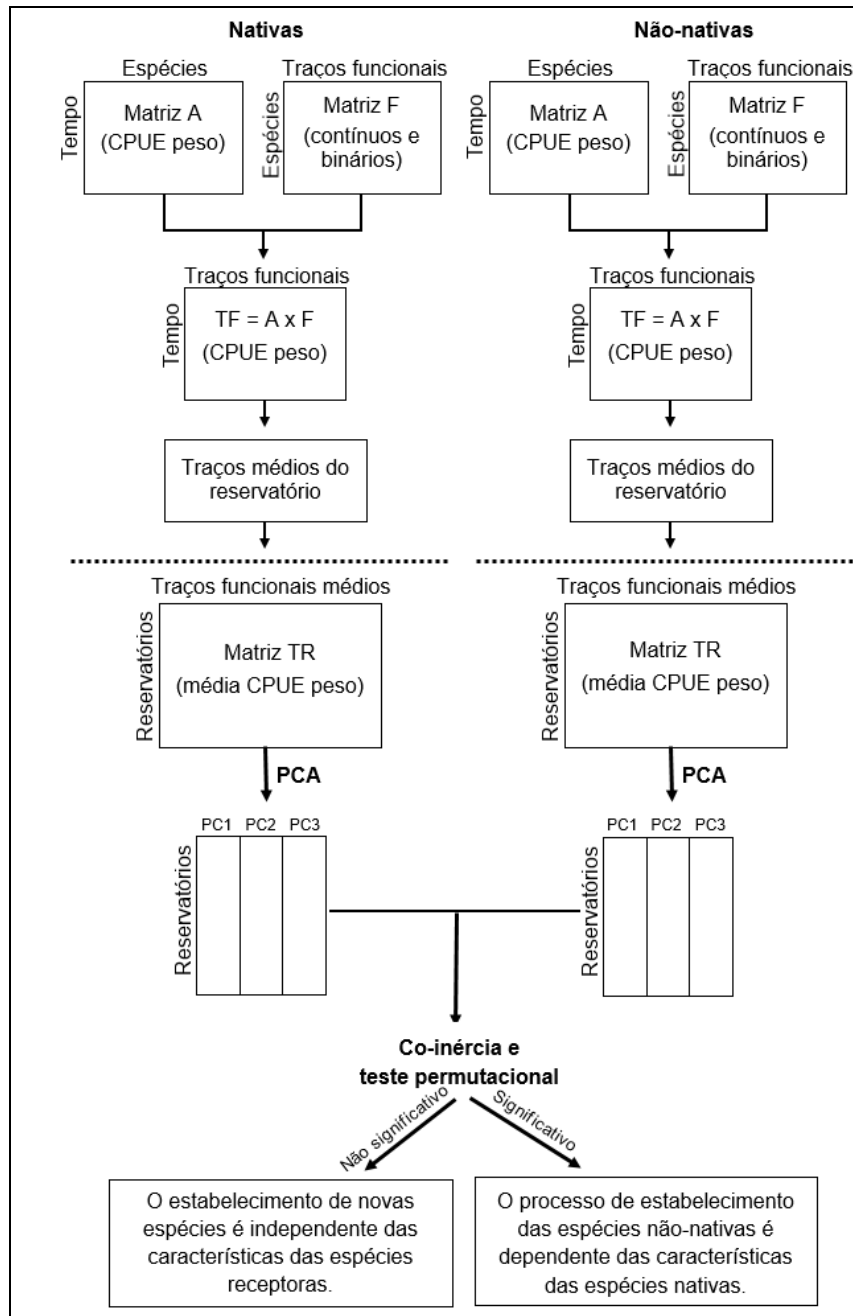 Nativas
Não-nativas
Espécies
Traços funcionais
Espécies
Traços funcionais
Tempo
Matriz A
(CPUE peso)
Espécies
Matriz F
(contínuos e
binários)
Tempo
Matriz A
(CPUE peso)
Espécies
Matriz F
(contínuos e
binários)
Traços funcionais
Traços funcionais
Tempo
TF = A x F
(CPUE peso)
Tempo
TF = A x F
(CPUE peso)
Traços médios do
reservatório
Traços médios do
reservatório
Traços funcionais médios
Traços funcionais médios
Reservatórios
Matriz TR
(média CPUE peso)
Reservatórios
Matriz TR
(média CPUE peso)
PCA
PCA
PC1 PC2 PC3
PC1 PC2 PC3
Reservatórios
Reservatórios
Co-inércia e
teste permutacional
Não significativo
Significativo
O estabelecimento de novas
espécies é independente das
características das espécies
receptoras.
O processo de estabelecimento
das espécies não-nativas é
dependente das características
das espécies nativas.